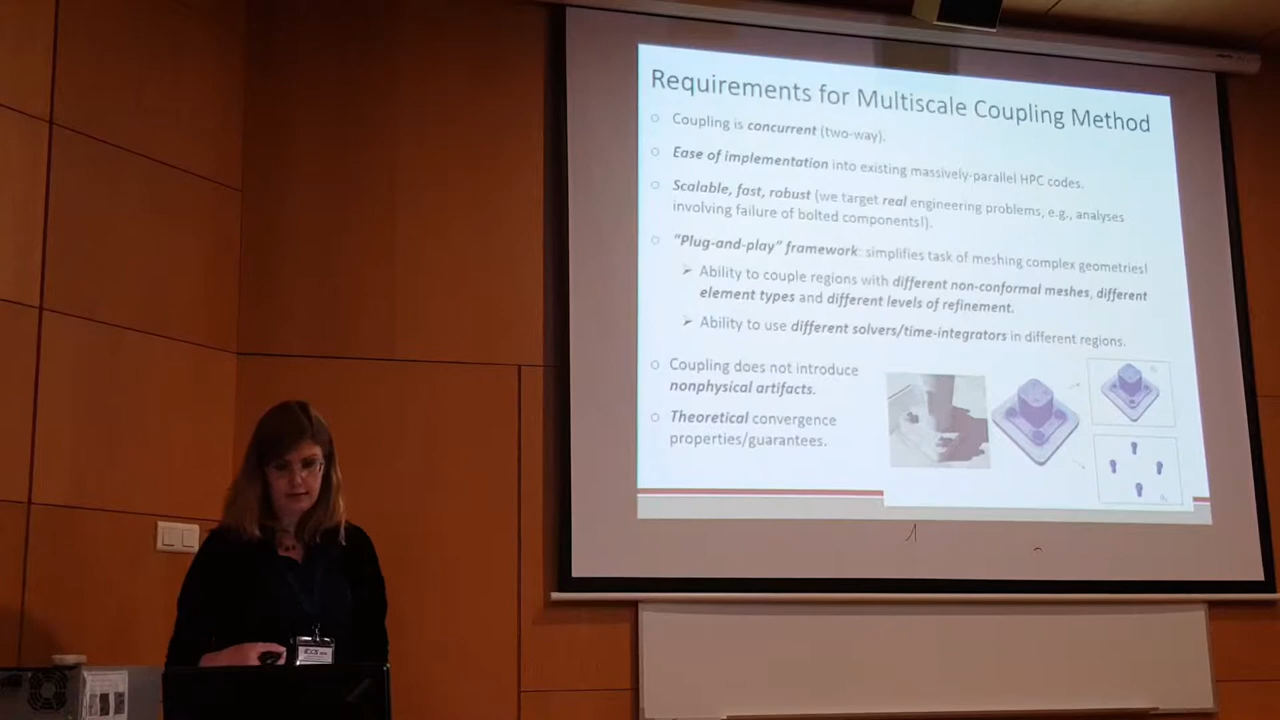 Requirements for Multiscale Coupling Method
Coupling is concurrent (two-way).
Ease of implementation into existing massively-parallel HPC codes.
Scalable, fast, robust (we target real engineering problems, e.g., analyses
involving failure of bolted components!).
"Plug-and-play" framework: simplifies task of meshing complex geometries!
Ability to couple regions with different non-conformal meshes, different
element types and different levels of refinement.
Ability to use different solvers/time-integrators in different regions.
Coupling does not introduce
nonphysical artifacts.
Theoretical convergence
properties/guarantees.